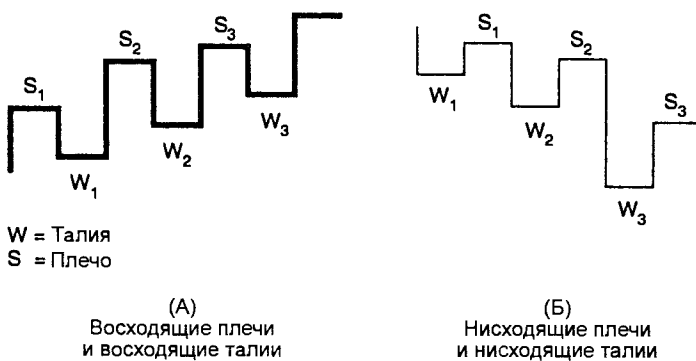 S₁
S₂
S₃
W₁
W₂
W₃
W = Талия
S = Плечо
(А)
Восходящие плечи
и восходящие талии
S₁
S₂
S₃
W₁
W₂
W₃
(Б)
Нисходящие плечи
и нисходящие талии